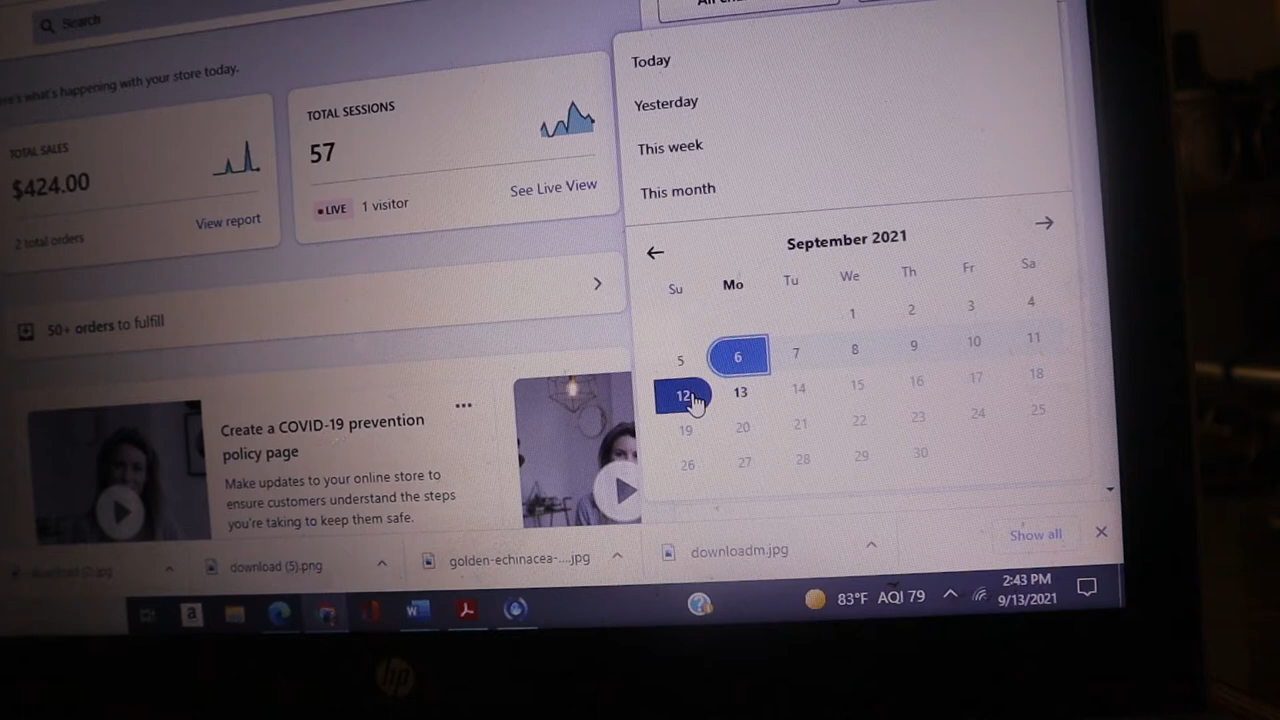 Search
here's what's happening with your store today.
TOTAL SALES
$424.00
View report
2 total orders
TOTAL SESSIONS
57
See Live View
LIVE
1 visitor
50+ orders to fulfill
Create a COVID-19 prevention
policy page
Make updates to your online store to
ensure customers understand the steps
you're taking to keep them safe.
Today
Yesterday
This week
This month
September 2021
Su Mo Tu We Th Fr Sa
1 2 3 4
5 6 7 8 9 10 11
12 13 14 15 16 17 18
19 20 21 22 23 24 25
26 27 28 29 30
download (5).png
golden-echinacea-....jpg
downloadm.jpg
Show all
a
W
83°F AQI 79
2:43 PM
9/13/2021
hp